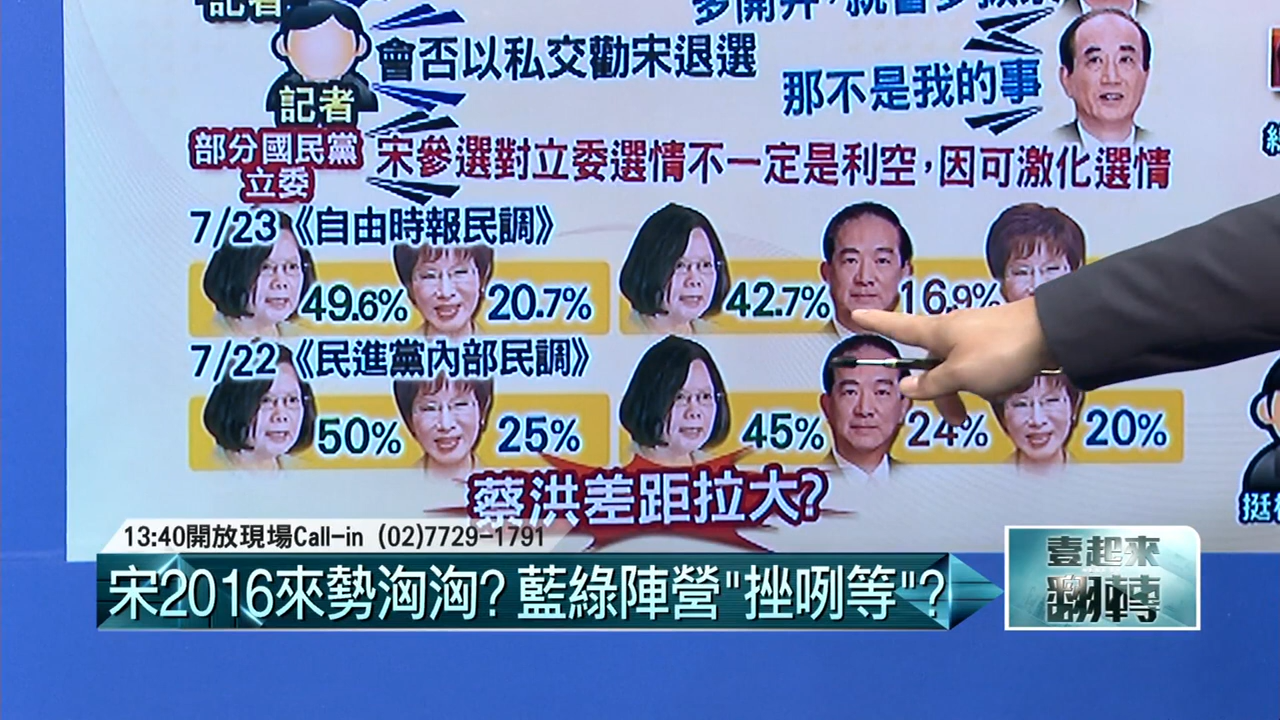 記者
會否以私交勸宋退選
那不是我的事
記者
部分國民黨
立委
宋參選對立委選情不一定是利空,因可激化選情
7/23《自由時報民調》
49.6% 20.7% 42.7% 16.9%
7/22《民進黨內部民調》
50% 25% 45% 24% 20%
蔡洪差距拉大?
13:40開放現場Call-in (02)7729-1791
宋2016來勢洶洶?藍綠陣營"挫咧等"?
壹起來
翻轉